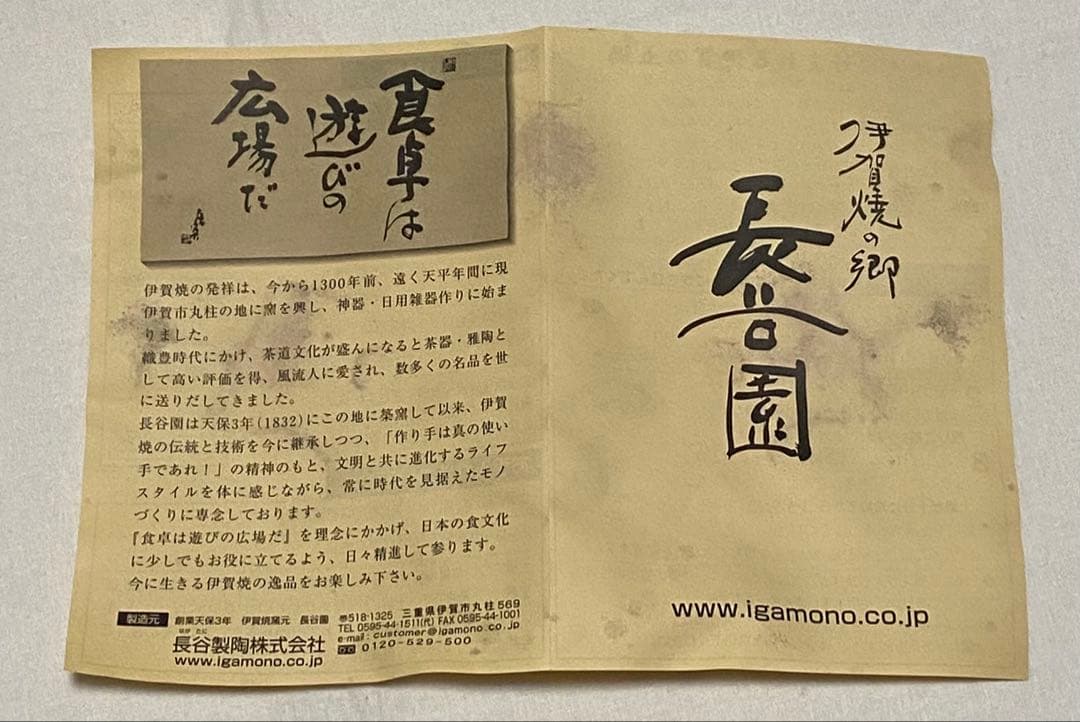 食卓は
遊びの
広場だ
伊賀焼の発祥は、今から1300年前、遠く天平年間に現
伊賀市丸柱の地に窯を興し、神器・日用雑器作りに始ま
りました。
織豊時代にかけ、茶道文化が盛んになると茶器・雅陶と
して高い評価を得、風流人に愛され、数多くの名品を世
に送りだしてきました。
長谷園は天保3年(1832)にこの地に築窯して以来、伊賀
焼の伝統と技術を今に継承しつつ、「作り手は真の使い
手であれ!」の精神のもと、文明と共に進化するライフ
スタイルを体に感じながら、常に時代を見据えたモノ
づくりに専念しております。
『食卓は遊びの広場だ』を理念にかかげ、日本の食文化
に少しでもお役に立てるよう、日々精進して参ります。
今に生きる伊賀焼の逸品をお楽しみ下さい。
製造元 創業天保3年 伊賀焼窯元 長谷園
ながたに
長谷製陶株式会社
www.igamono.co.jp
〒518-1325 三重県伊賀市丸柱569
TEL 0595-44-1511(代) FAX 0595-44-1001
e-mail: customer@igamono.co.jp
0120-529-500
伊賀焼の郷
長谷園
www.igamono.co.jp